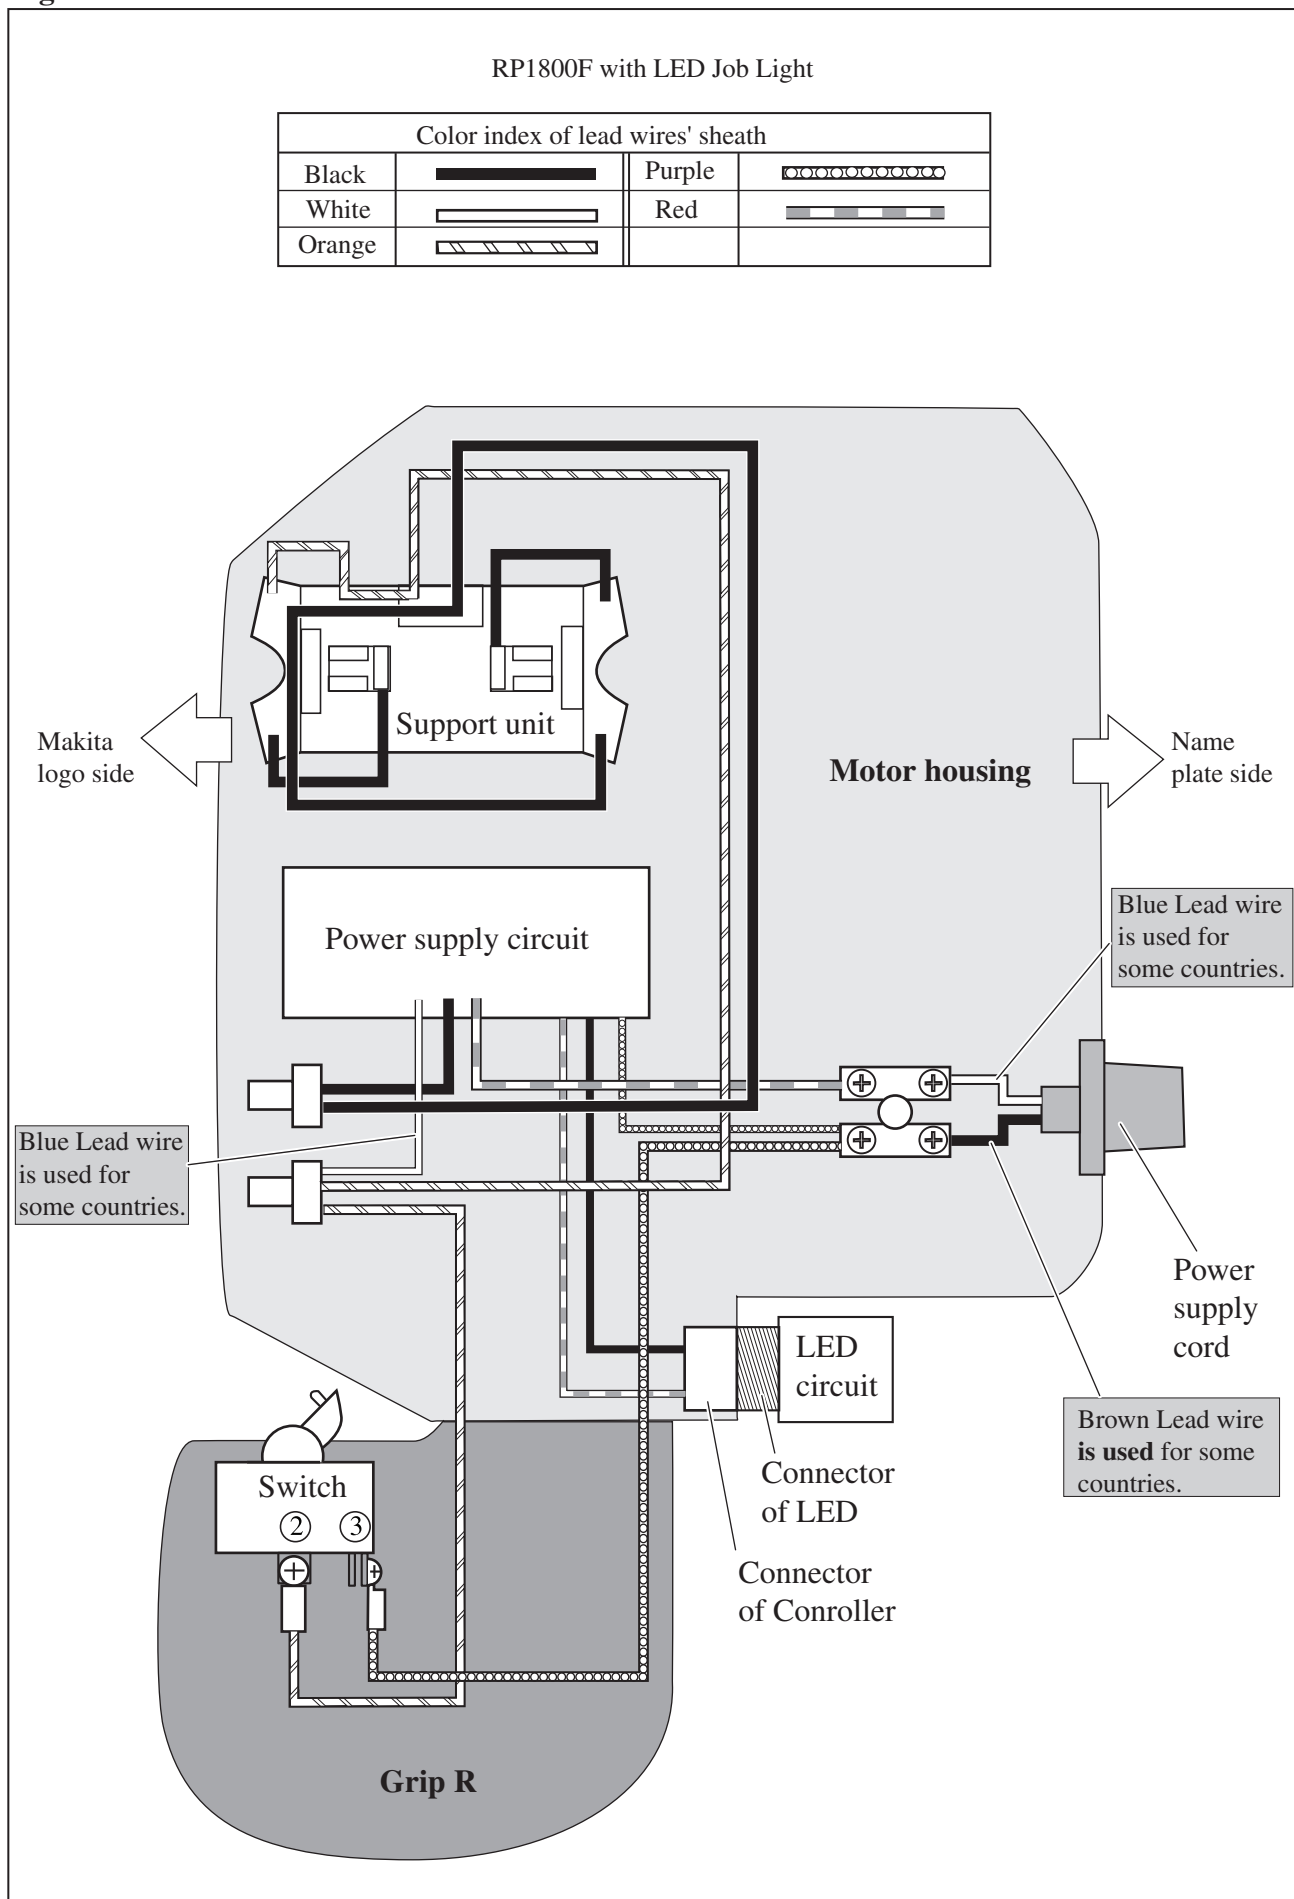 RP1800F with LED Job Light
Color index of lead wires' sheath
Black
Purple
White
Red
Orange
Support unit
Makita
logo side
Motor housing
Name
plate side
Power supply circuit
Blue Lead wire
is used for
some countries.
Blue Lead wire
is used for
some countries.
Power
supply
cord
LED
circuit
Brown Lead wire
is used for some
countries.
Switch
2
3
Connector
of LED
Connector
of Conroller
Grip R